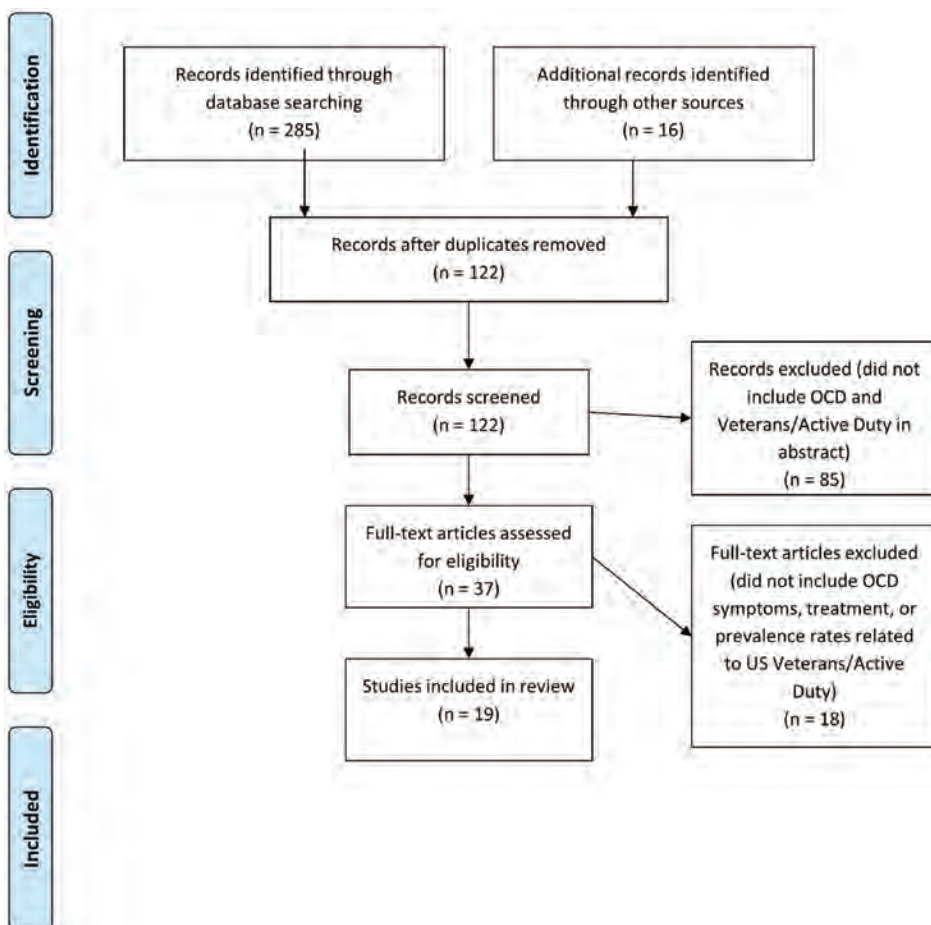 Identification
Records identified through
database searching
(n = 285)
Additional records identified
through other sources
(n = 16)
Records after duplicates removed
(n = 122)
Screening
Records screened
(n = 122)
Records excluded (did not
include OCD and
Veterans/Active Duty in
abstract)
(n = 85)
Eligibility
Full-text articles assessed
for eligibility
(n = 37)
Full-text articles excluded
(did not include OCD
symptoms, treatment, or
prevalence rates related
to US Veterans/Active
Duty)
(n = 18)
Studies included in review
(n = 19)
Included